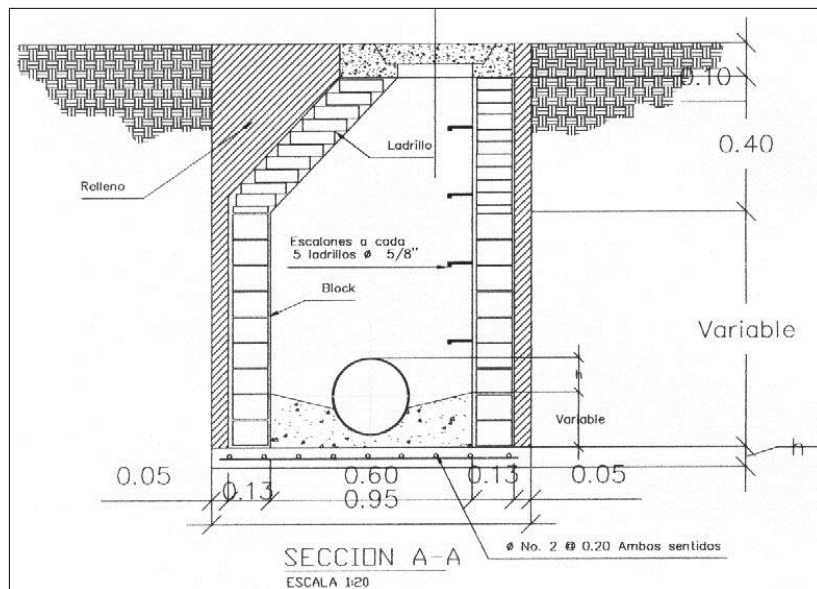 0.10
0.40
Ladrillo
Relleno
Escalones a cada
5 ladrillos ø 5/8"
Block
Variable
h
Variable
h
0.05
0.13
0.60
0.13
0.05
0.95
ø No. 2 @ 0.20 Ambos sentidos
SECCION A-A
ESCALA 1:20